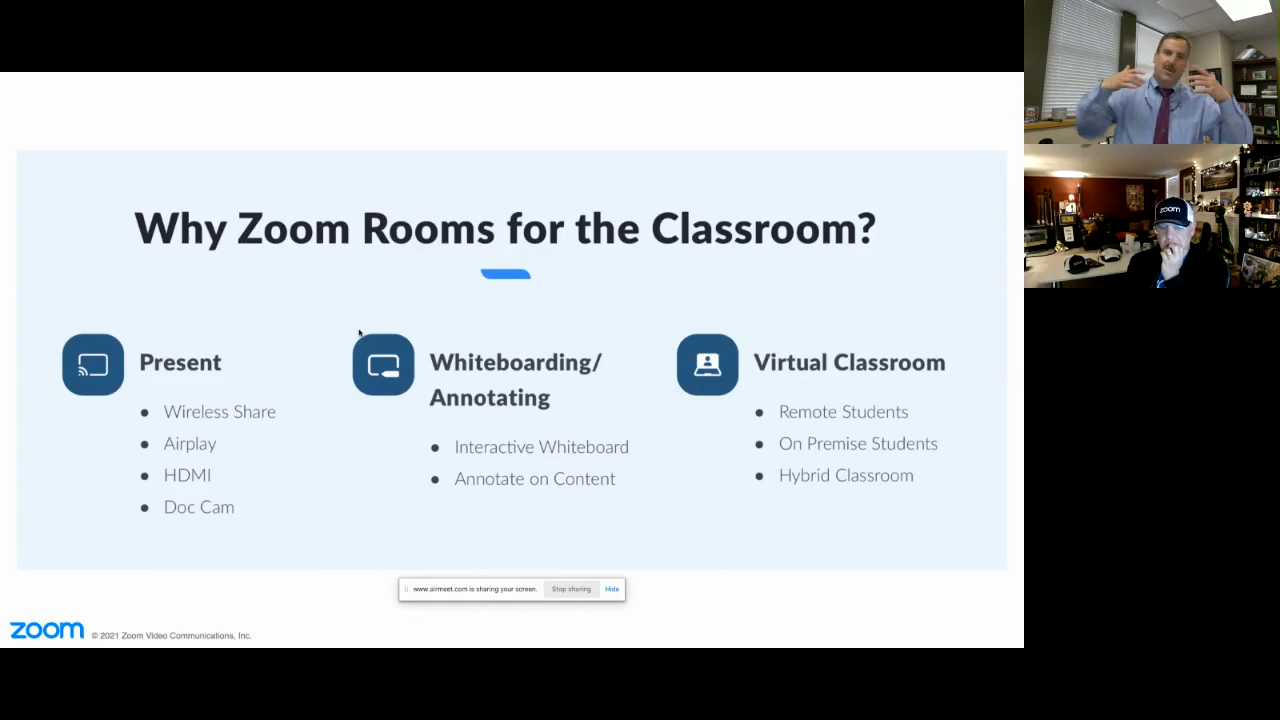 Why Zoom Rooms for the Classroom?
Present
• Wireless Share
• Airplay
• HDMI
• Doc Cam
Whiteboarding/
Annotating
• Interactive Whiteboard
• Annotate on Content
Virtual Classroom
• Remote Students
• On Premise Students
• Hybrid Classroom
www.airmeet.com is sharing your screen. Stop sharing Hide
zoom © 2021 Zoom Video Communications, Inc.
zoom